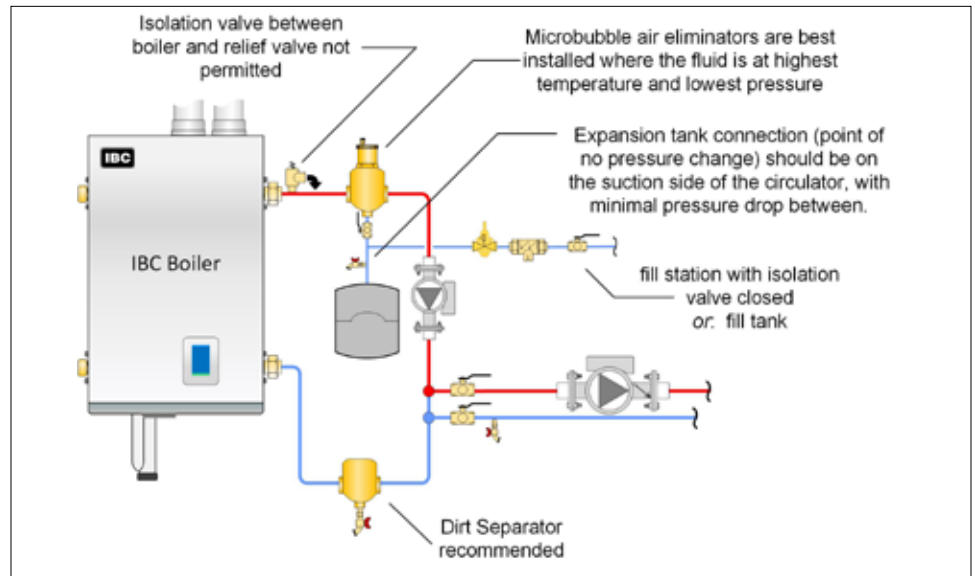 Isolation valve between
boiler and relief valve not
permitted
Microbubble air eliminators are best
installed where the fluid is at highest
temperature and lowest pressure
Expansion tank connection (point of
no pressure change) should be on
the suction side of the circulator, with
minimal pressure drop between.
IBC
IBC Boiler
fill station with isolation
valve closed
or: fill tank
Dirt Separator
recommended